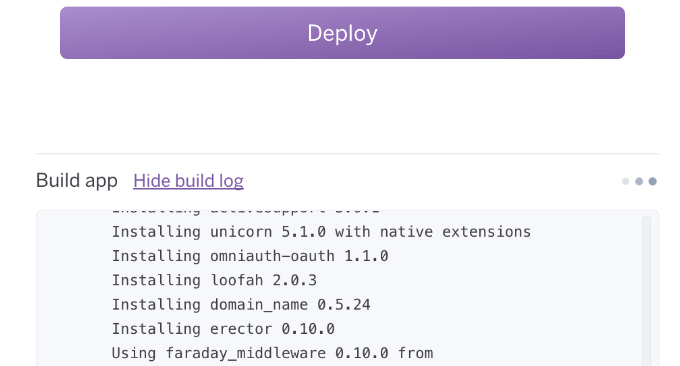 Deploy
Build app Hide build log
Installing activesupport
Installing unicorn 5.1.0 with native extensions
Installing omniauth-oauth 1.1.0
Installing loofah 2.0.3
Installing domain_name 0.5.24
Installing erector 0.10.0
Using faraday_middleware 0.10.0 from